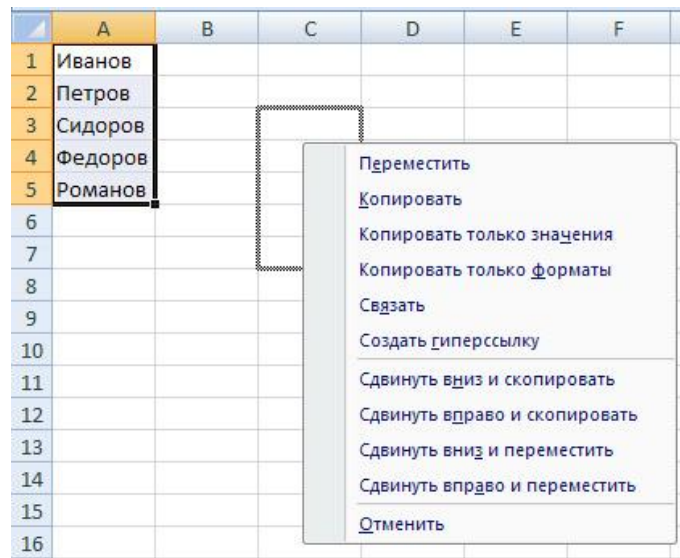 A B C D E F
1 Иванов
2 Петров
3 Сидоров
4 Федоров
5 Романов
6
7
8
9
10
11
12
13
14
15
16
Переместить
Копировать
Копировать только значения
Копировать только форматы
Связать
Создать гиперссылку
Сдвинуть вниз и скопировать
Сдвинуть вправо и скопировать
Сдвинуть вниз и переместить
Сдвинуть вправо и переместить
Отменить